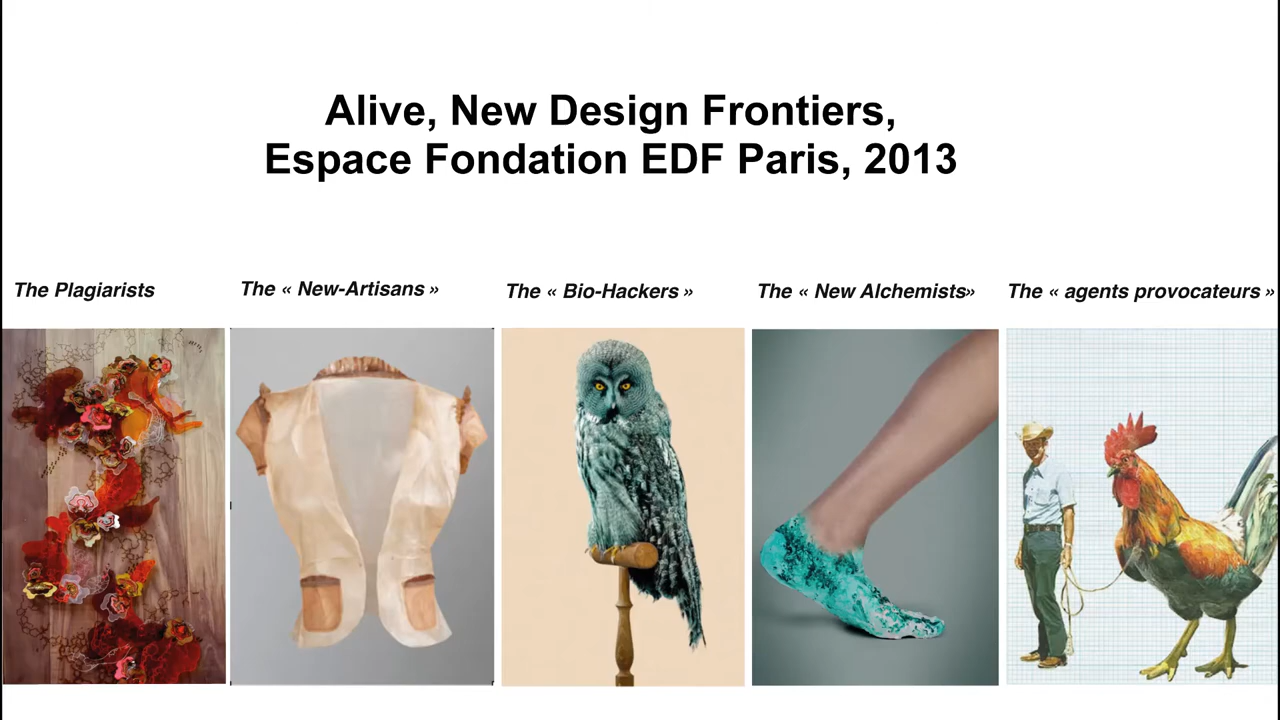 Alive, New Design Frontiers,
Espace Fondation EDF Paris, 2013
The Plagiarists
The « New-Artisans »
The « Bio-Hackers »
The « New Alchemists»
The « agents provocateurs »